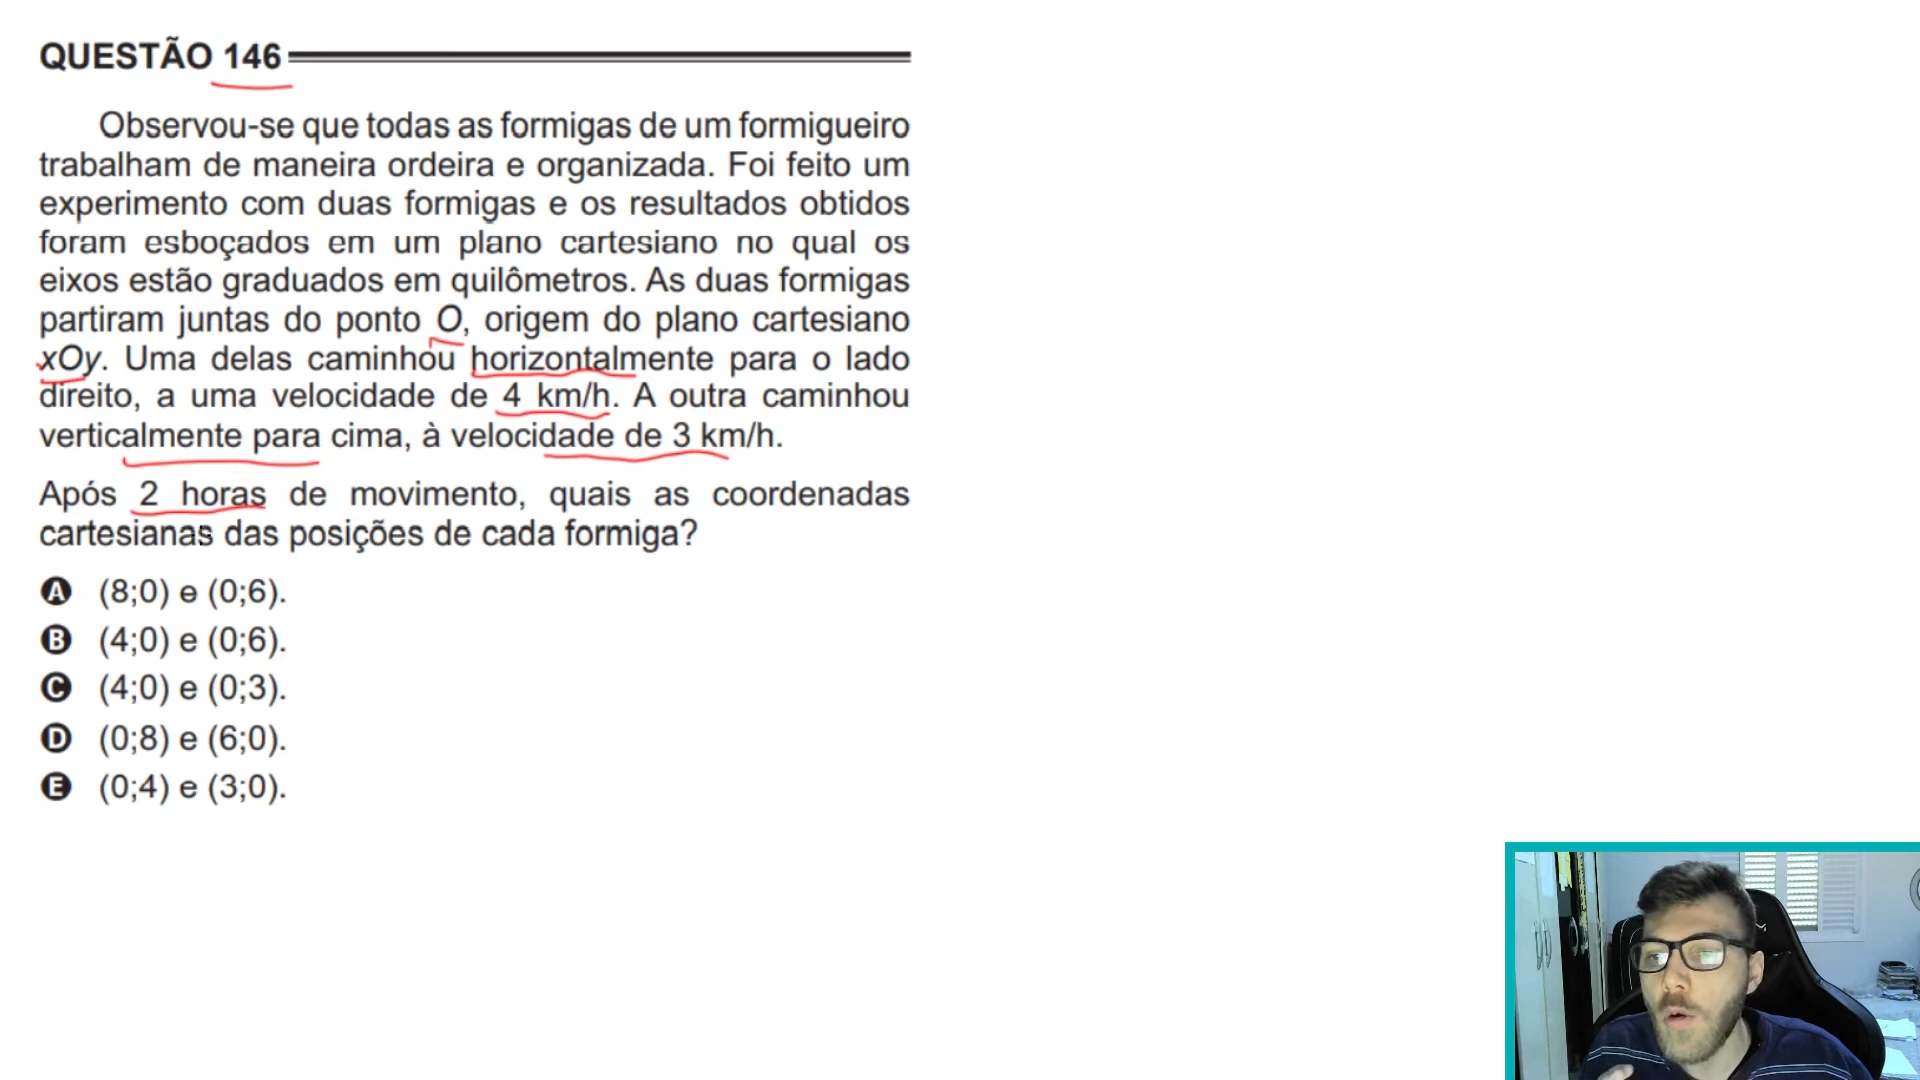 QUESTÃO 146
Observou-se que todas as formigas de um formigueiro
trabalham de maneira ordeira e organizada. Foi feito um
experimento com duas formigas e os resultados obtidos
foram esboçados em um plano cartesiano no qual os
eixos estão graduados em quilômetros. As duas formigas
partiram juntas do ponto O, origem do plano cartesiano
xOy. Uma delas caminhou horizontalmente para o lado
direito, a uma velocidade de 4 km/h. A outra caminhou
verticalmente para cima, à velocidade de 3 km/h.
Após 2 horas de movimento, quais as coordenadas
cartesianas das posições de cada formiga?
A (8;0) e (0;6).
B (4;0) e (0;6).
C (4;0) e (0;3).
D (0;8) e (6;0).
E (0;4) e (3;0).